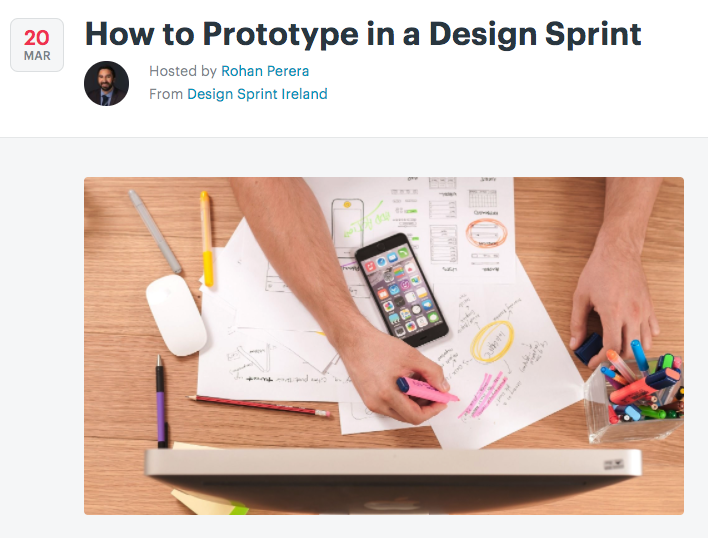 20
MAR
How to Prototype in a Design Sprint
Hosted by Rohan Perera
From Design Sprint Ireland